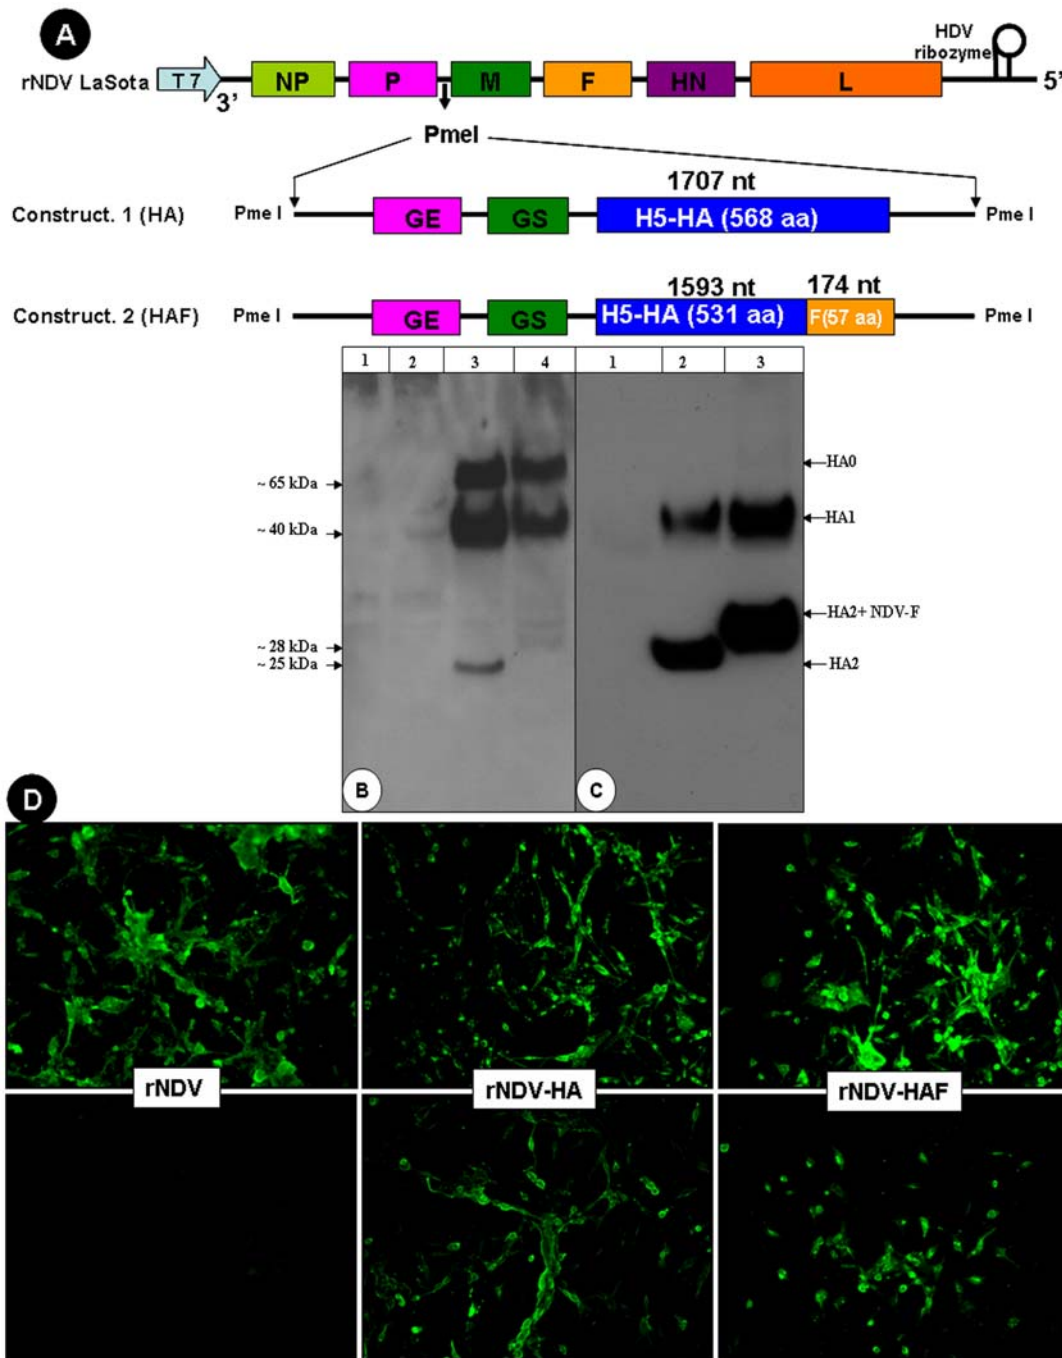 A
HDV
ribozyme
rNDV LaSota T 7 NP P M F HN L
3’ 5’
PmeI
1707 nt
Construct. 1 (HA) Pme I GE GS H5-HA (568 aa) Pme I
1593 nt 174 nt
Construct. 2 (HAF) Pme I GE GS H5-HA (531 aa) F(57 aa) Pme I
1 2 3 4 1 2 3
HA0
~ 65 kDa
HA1
~ 40 kDa
HA2+ NDV-F
~ 28 kDa
~ 25 kDa HA2
B C
D
rNDV rNDV-HA rNDV-HAF